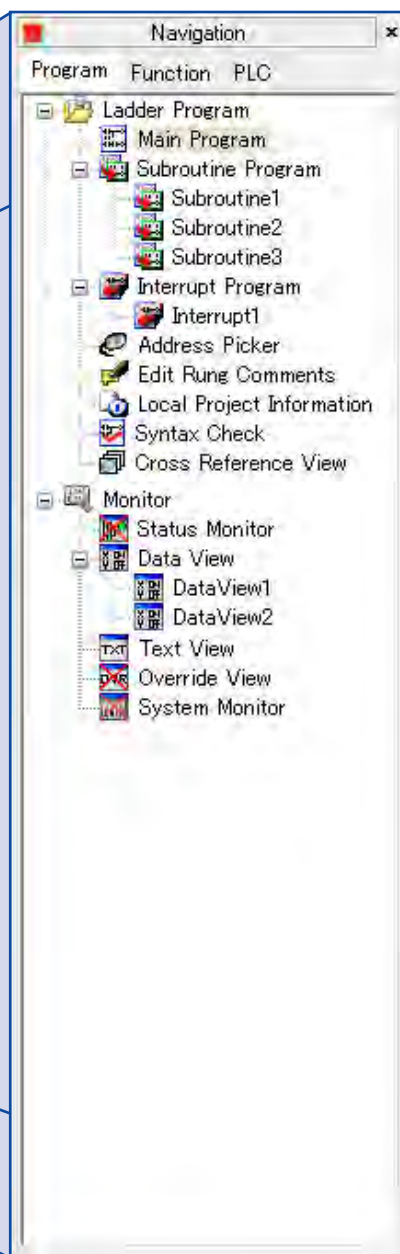 Navigation
Program Function PLC
Ladder Program
Main Program
Subroutine Program
Subroutine1
Subroutine2
Subroutine3
Interrupt Program
Interrupt1
Address Picker
Edit Rung Comments
Local Project Information
Syntax Check
Cross Reference View
Monitor
Status Monitor
Data View
DataView1
DataView2
TXT Text View
Override View
System Monitor